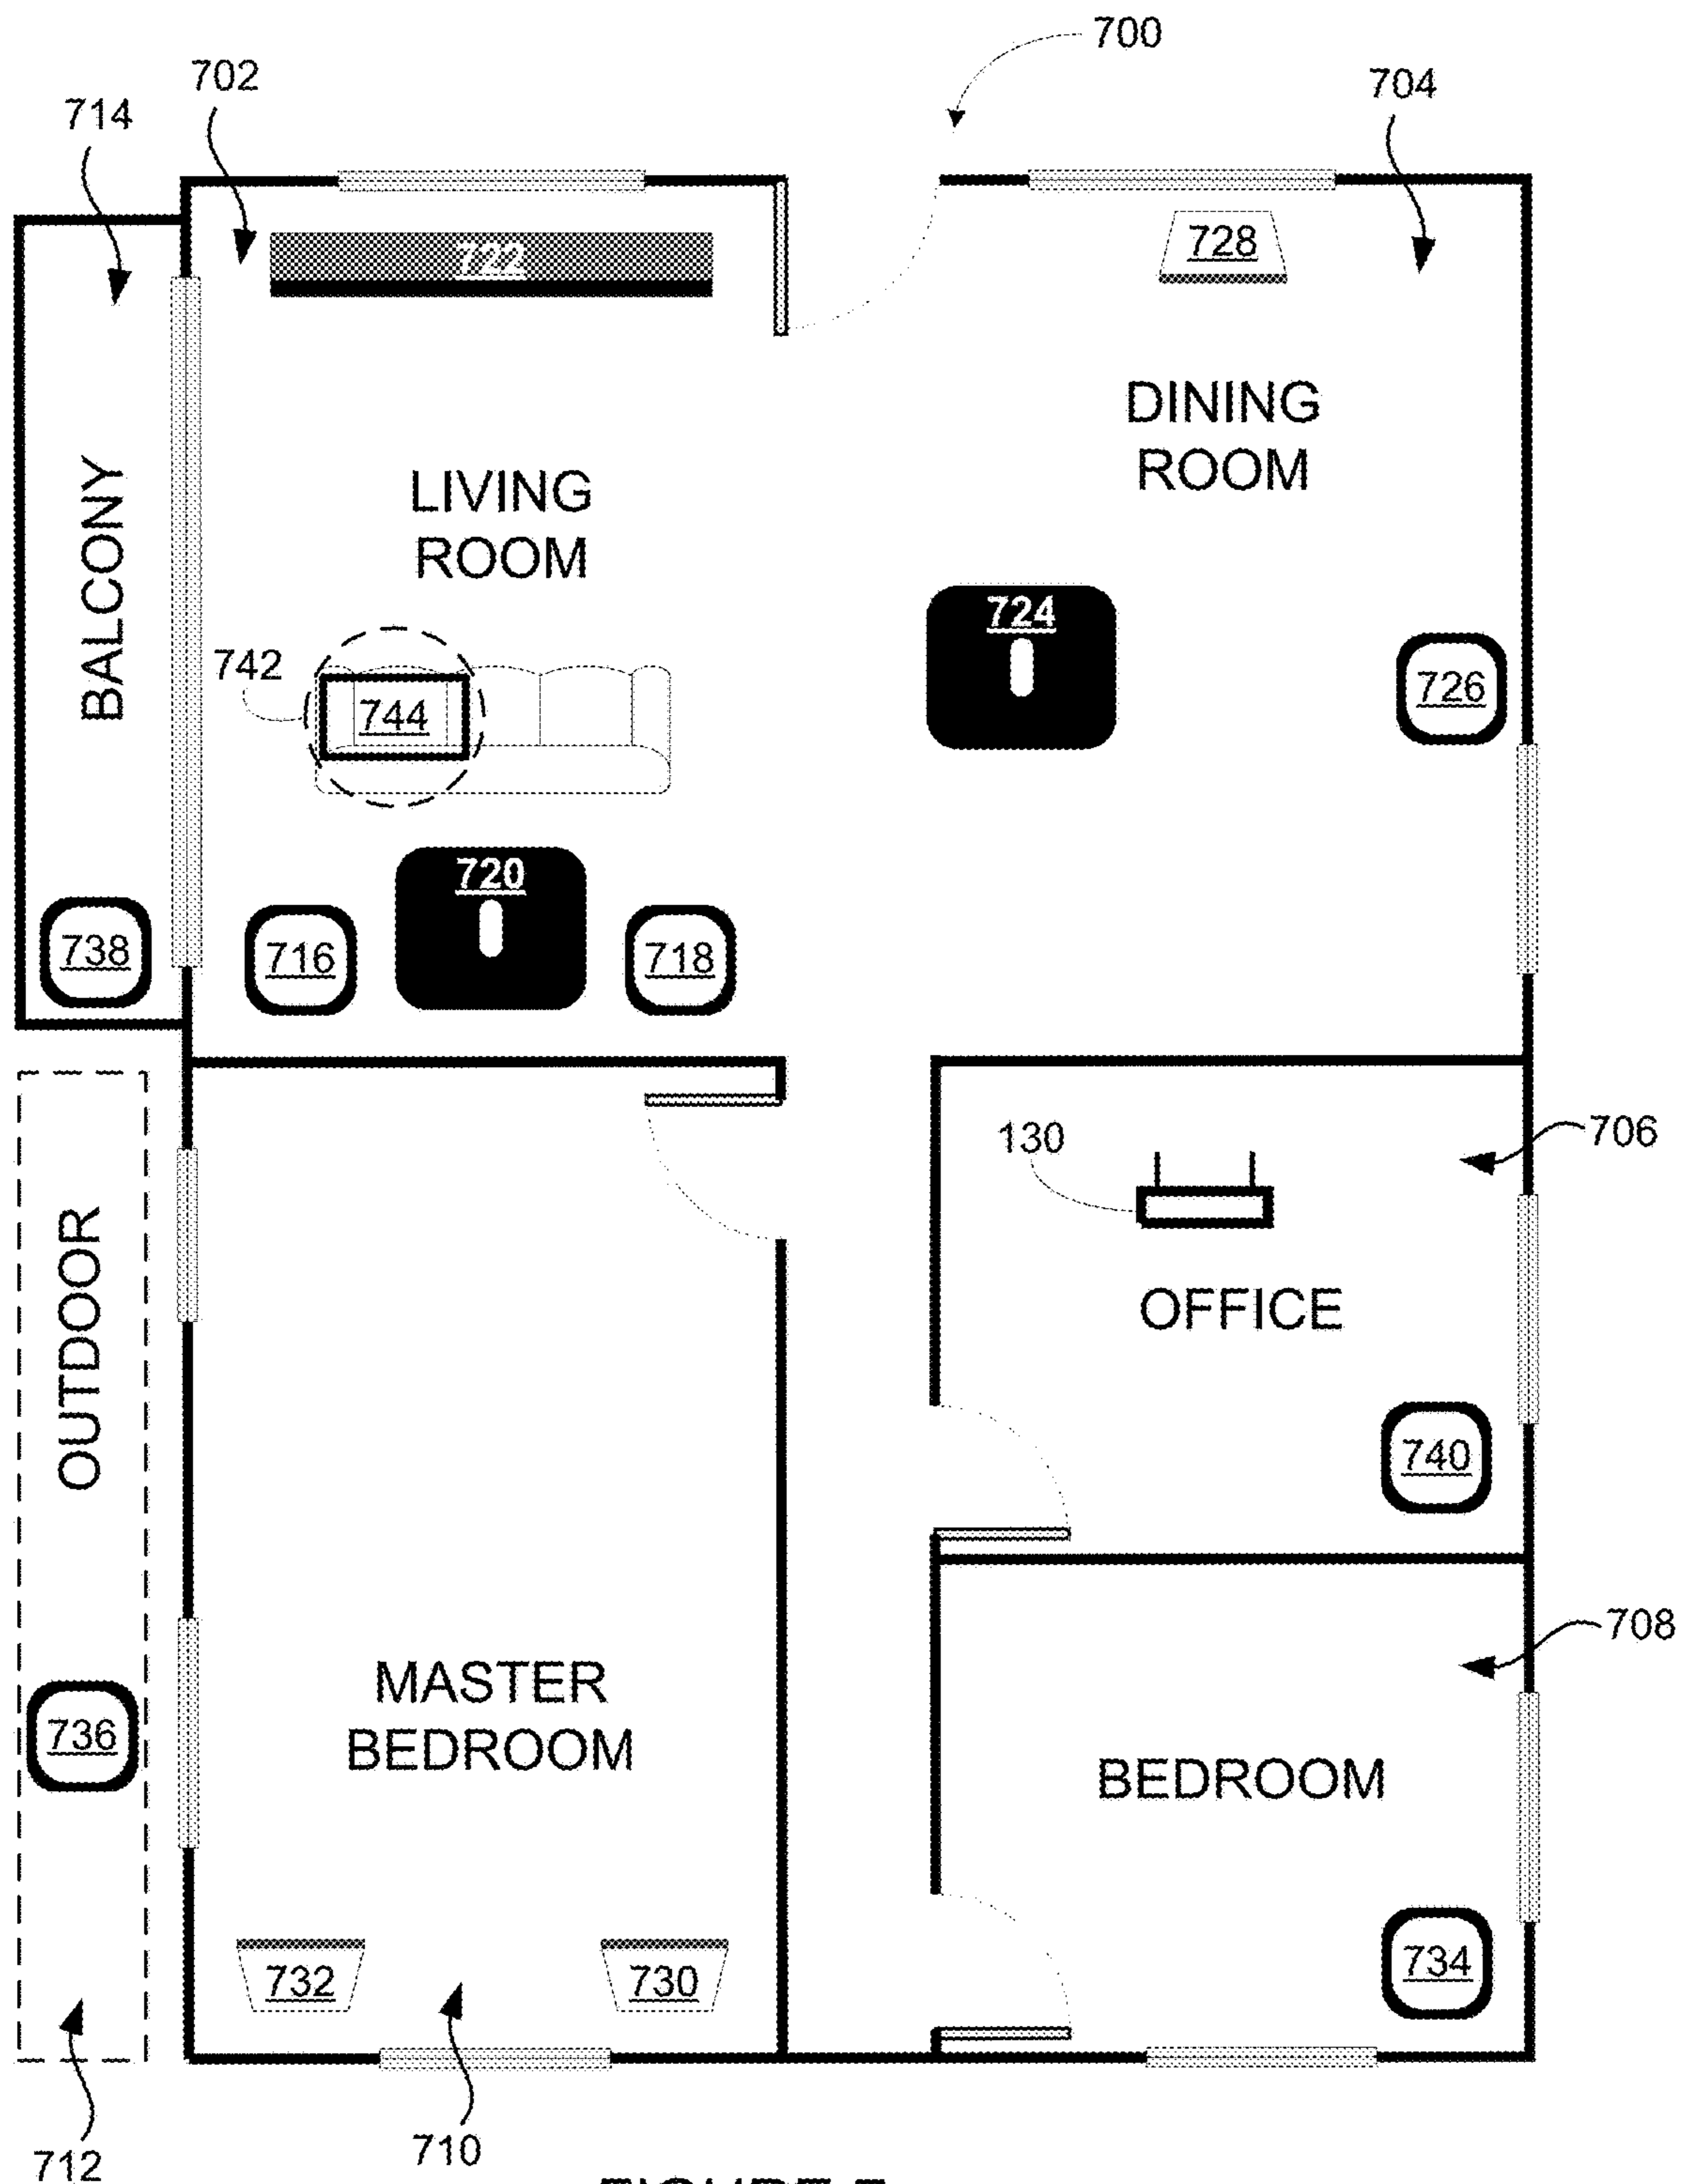 700
702
704
714
722
728
DINING
ROOM
LIVING
ROOM
BALCONY
724
742
744
726
720
738
716
718
706
130
OFFICE
OUTDOOR
740
708
MASTER
BEDROOM
736
BEDROOM
732
730
734
710
712